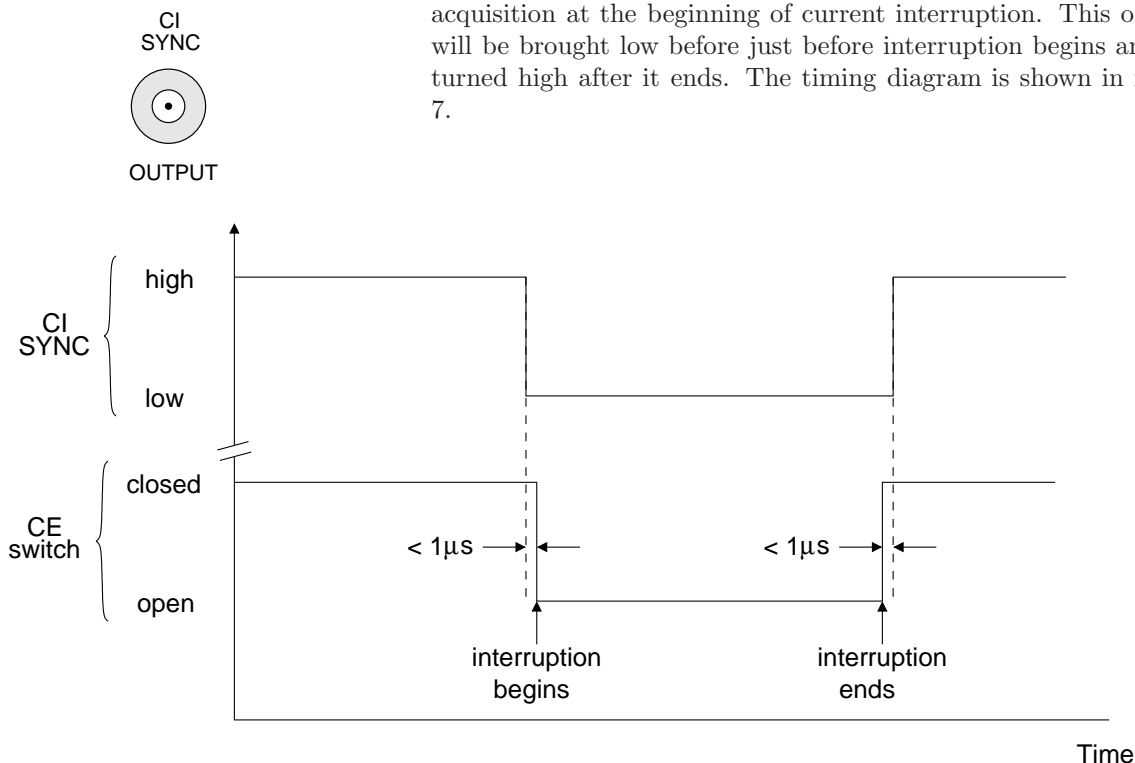 acquisition at the beginning of current interruption. This o
will be brought low before just before interruption begins a
turned high after it ends. The timing diagram is shown in
7.
CI
SYNC
OUTPUT
high
CI
SYNC
low
closed
CE
switch
< 1μs
< 1μs
open
interruption
begins
interruption
ends
Time